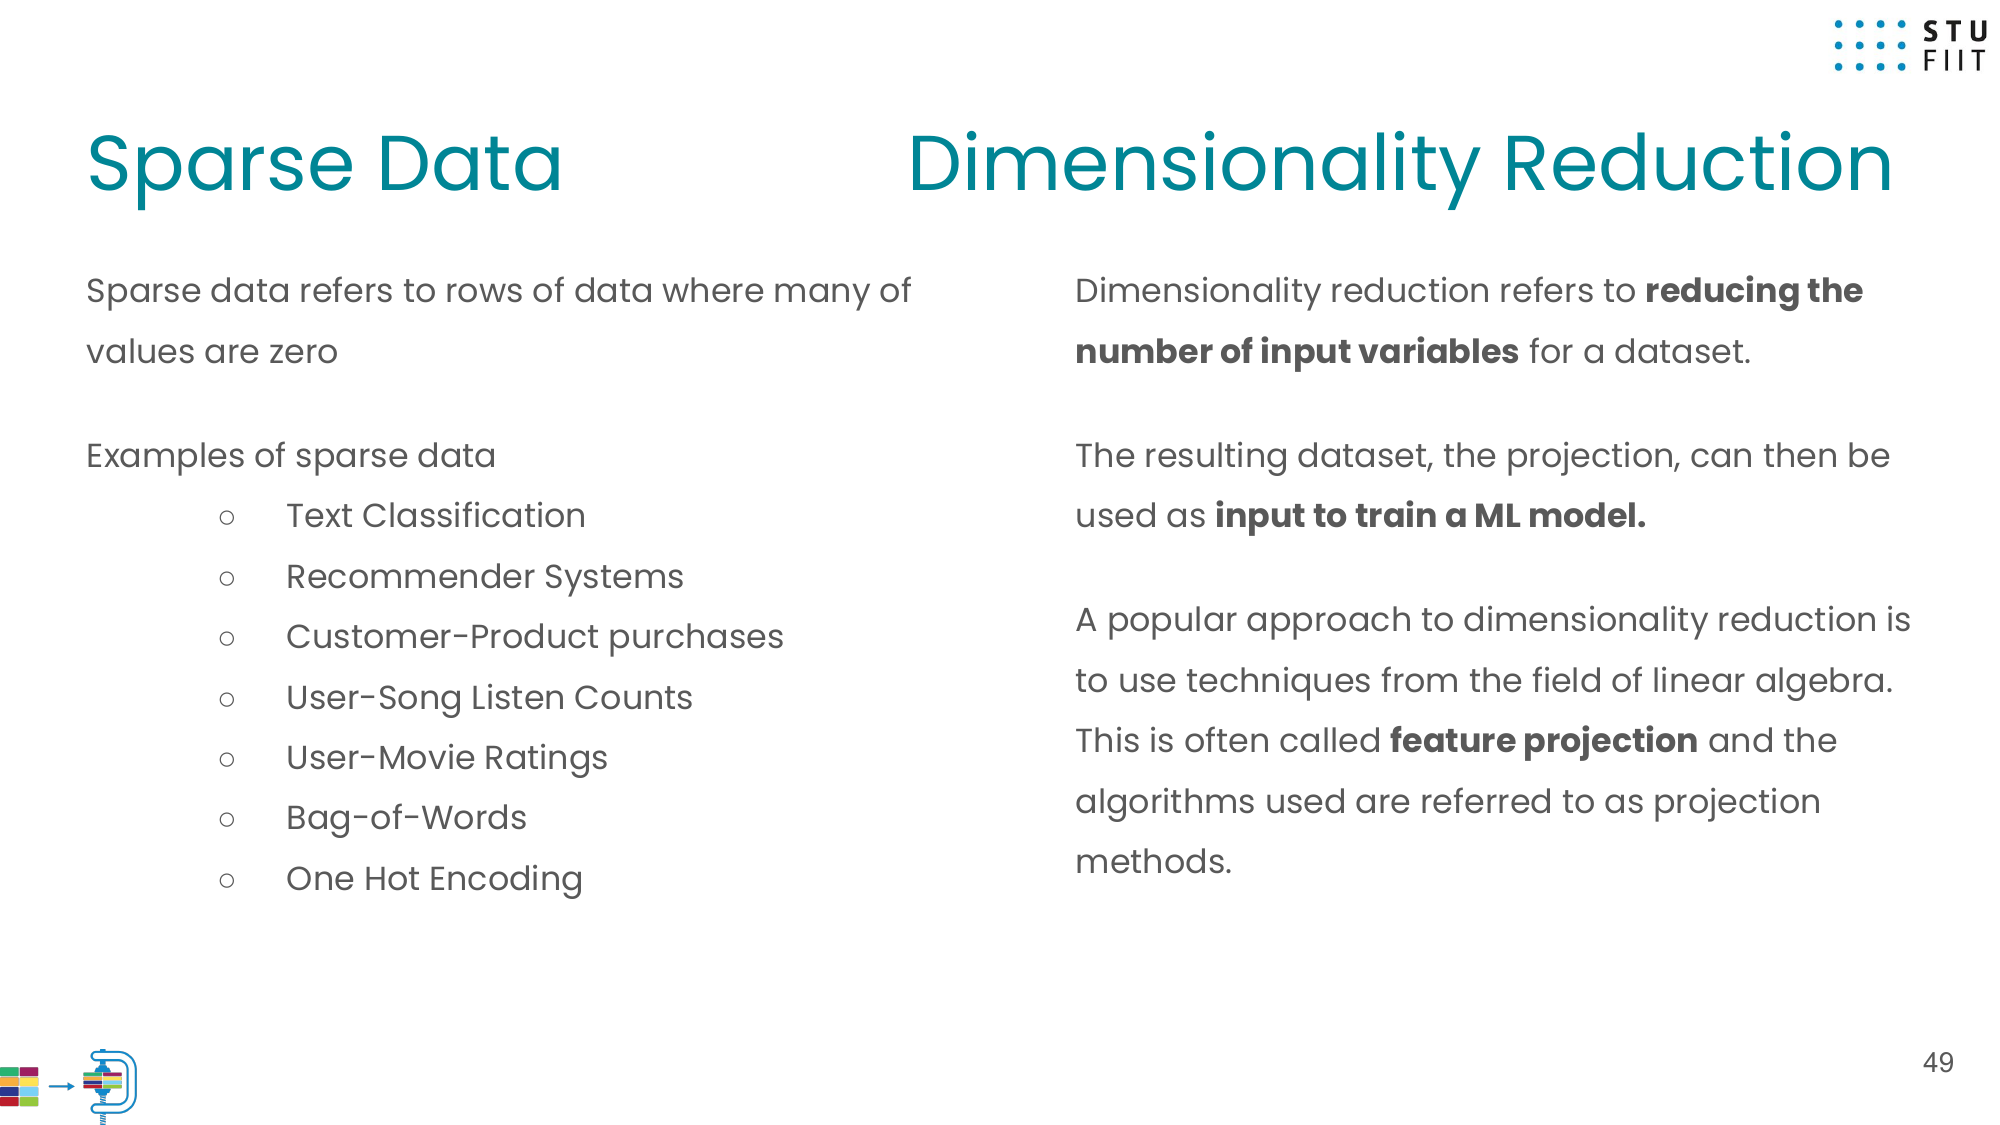 STU
FIIT
Sparse Data
Sparse data refers to rows of data where many of
values are zero
Examples of sparse data
○ Text Classification
○ Recommender Systems
○ Customer-Product purchases
○ User-Song Listen Counts
○ User-Movie Ratings
○ Bag-of-Words
○ One Hot Encoding
Dimensionality Reduction
Dimensionality reduction refers to reducing the
number of input variables for a dataset.
The resulting dataset, the projection, can then be
used as input to train a ML model.
A popular approach to dimensionality reduction is
to use techniques from the field of linear algebra.
This is often called feature projection and the
algorithms used are referred to as projection
methods.
49